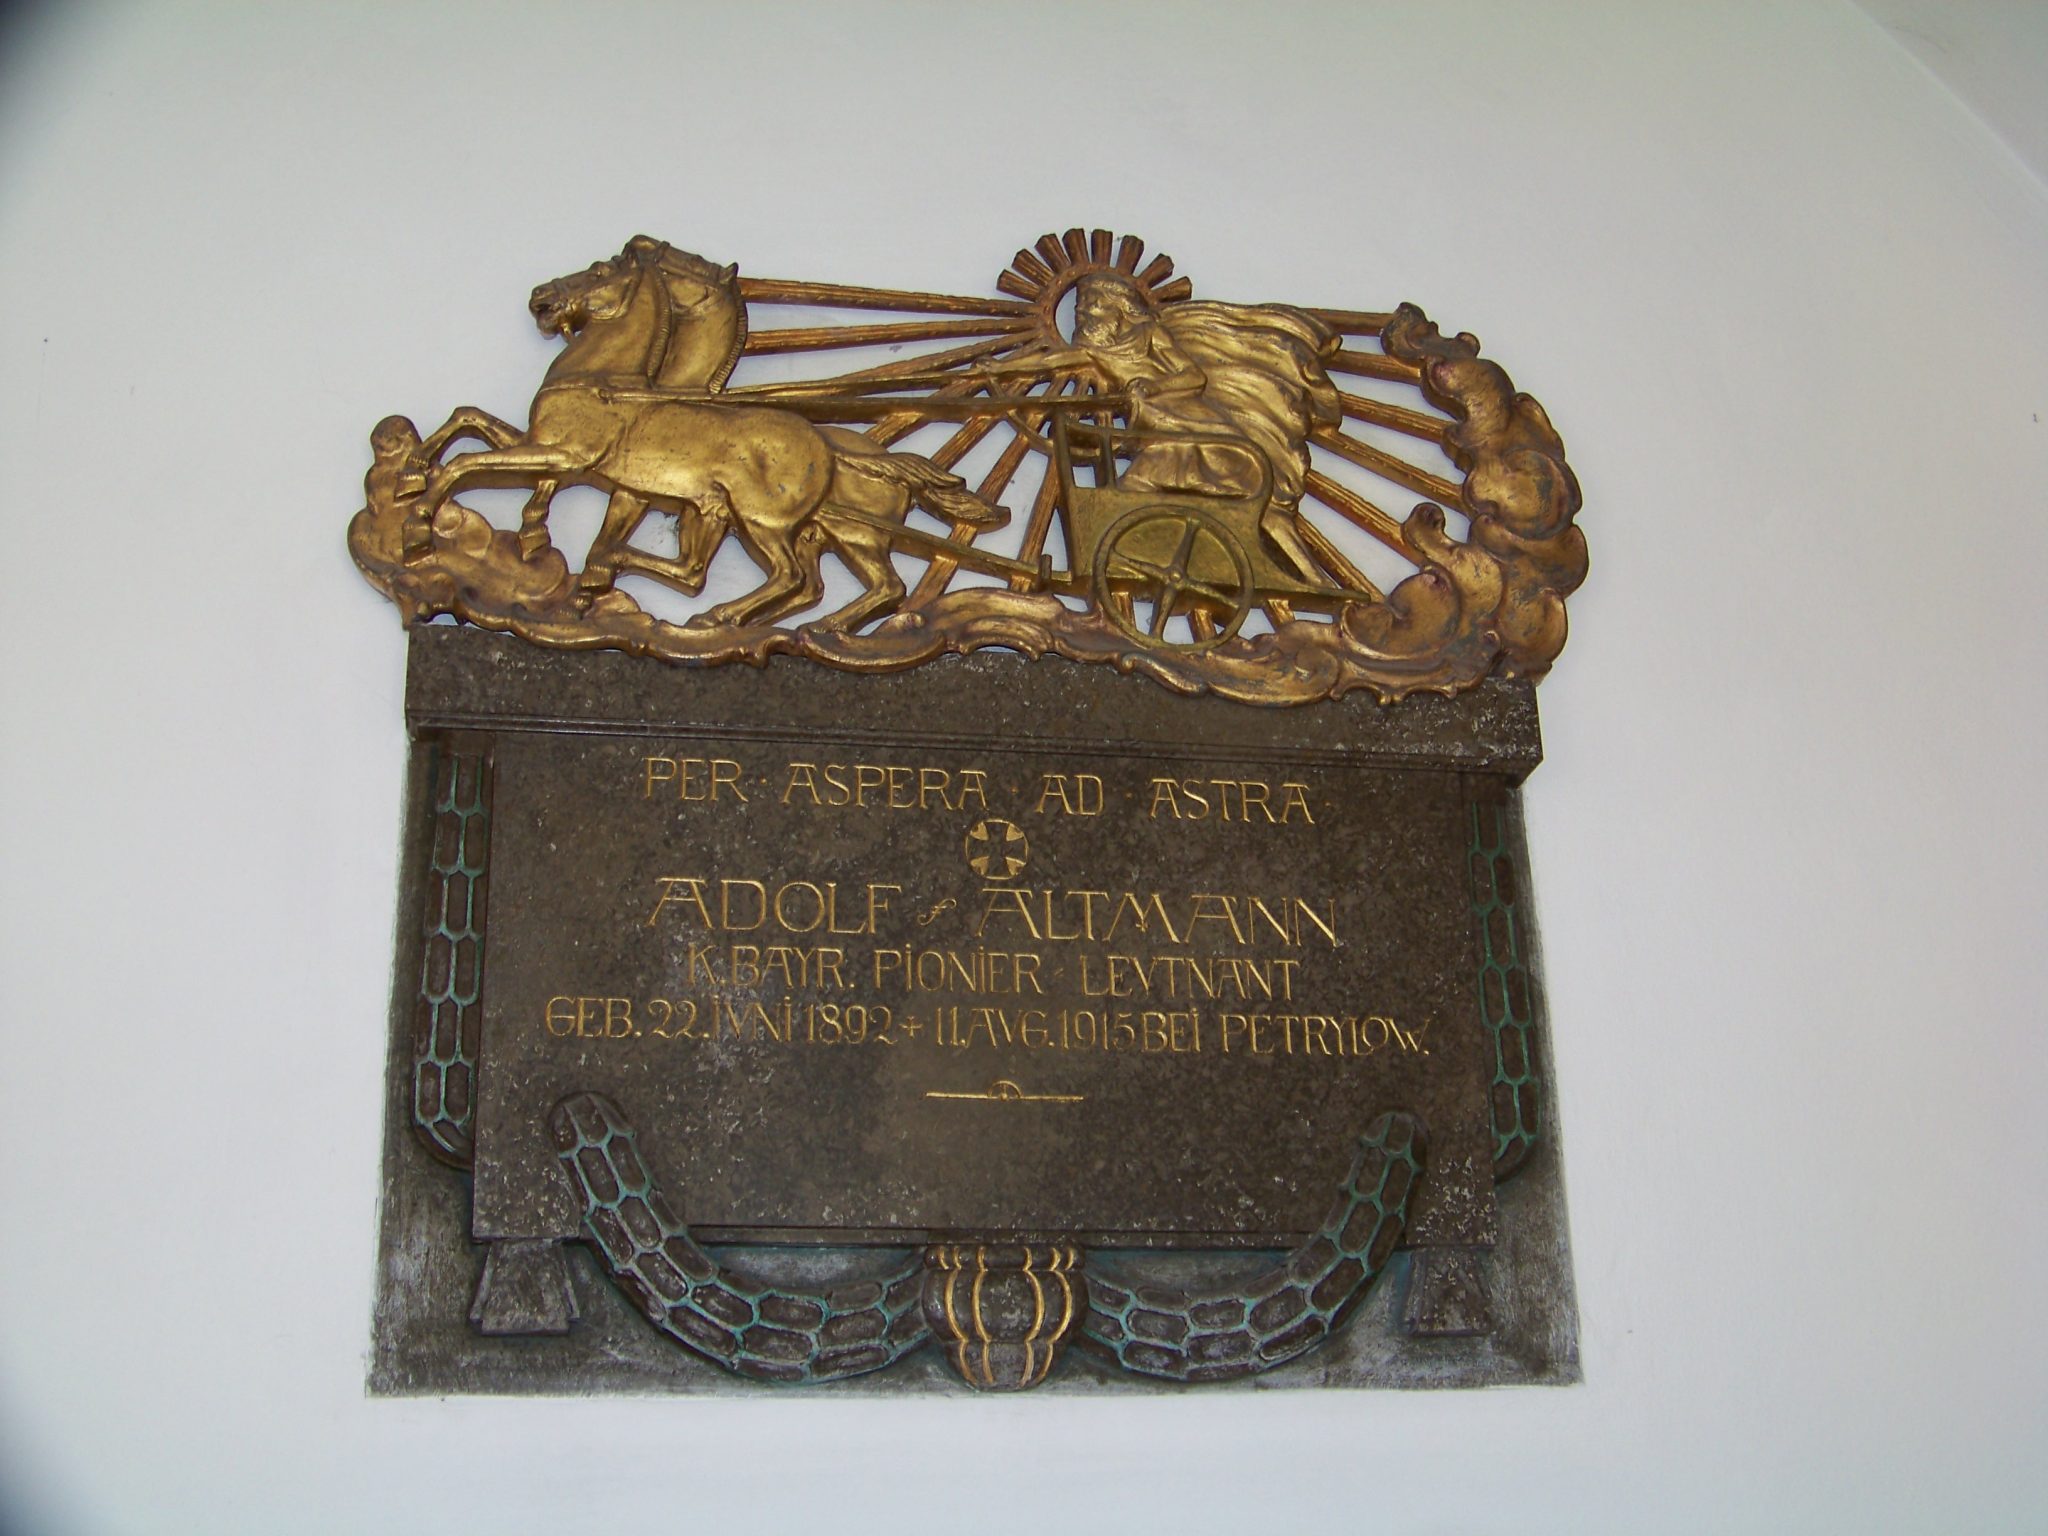 PER · ASPERA · AD · ASTRA ·
ADOLF ALTMANN
K. BAYR. PIONIER - LEVTNANT
GEB. 22. IVNI 1892 + 11. AVG. 1915 BEI PETRYLOW.